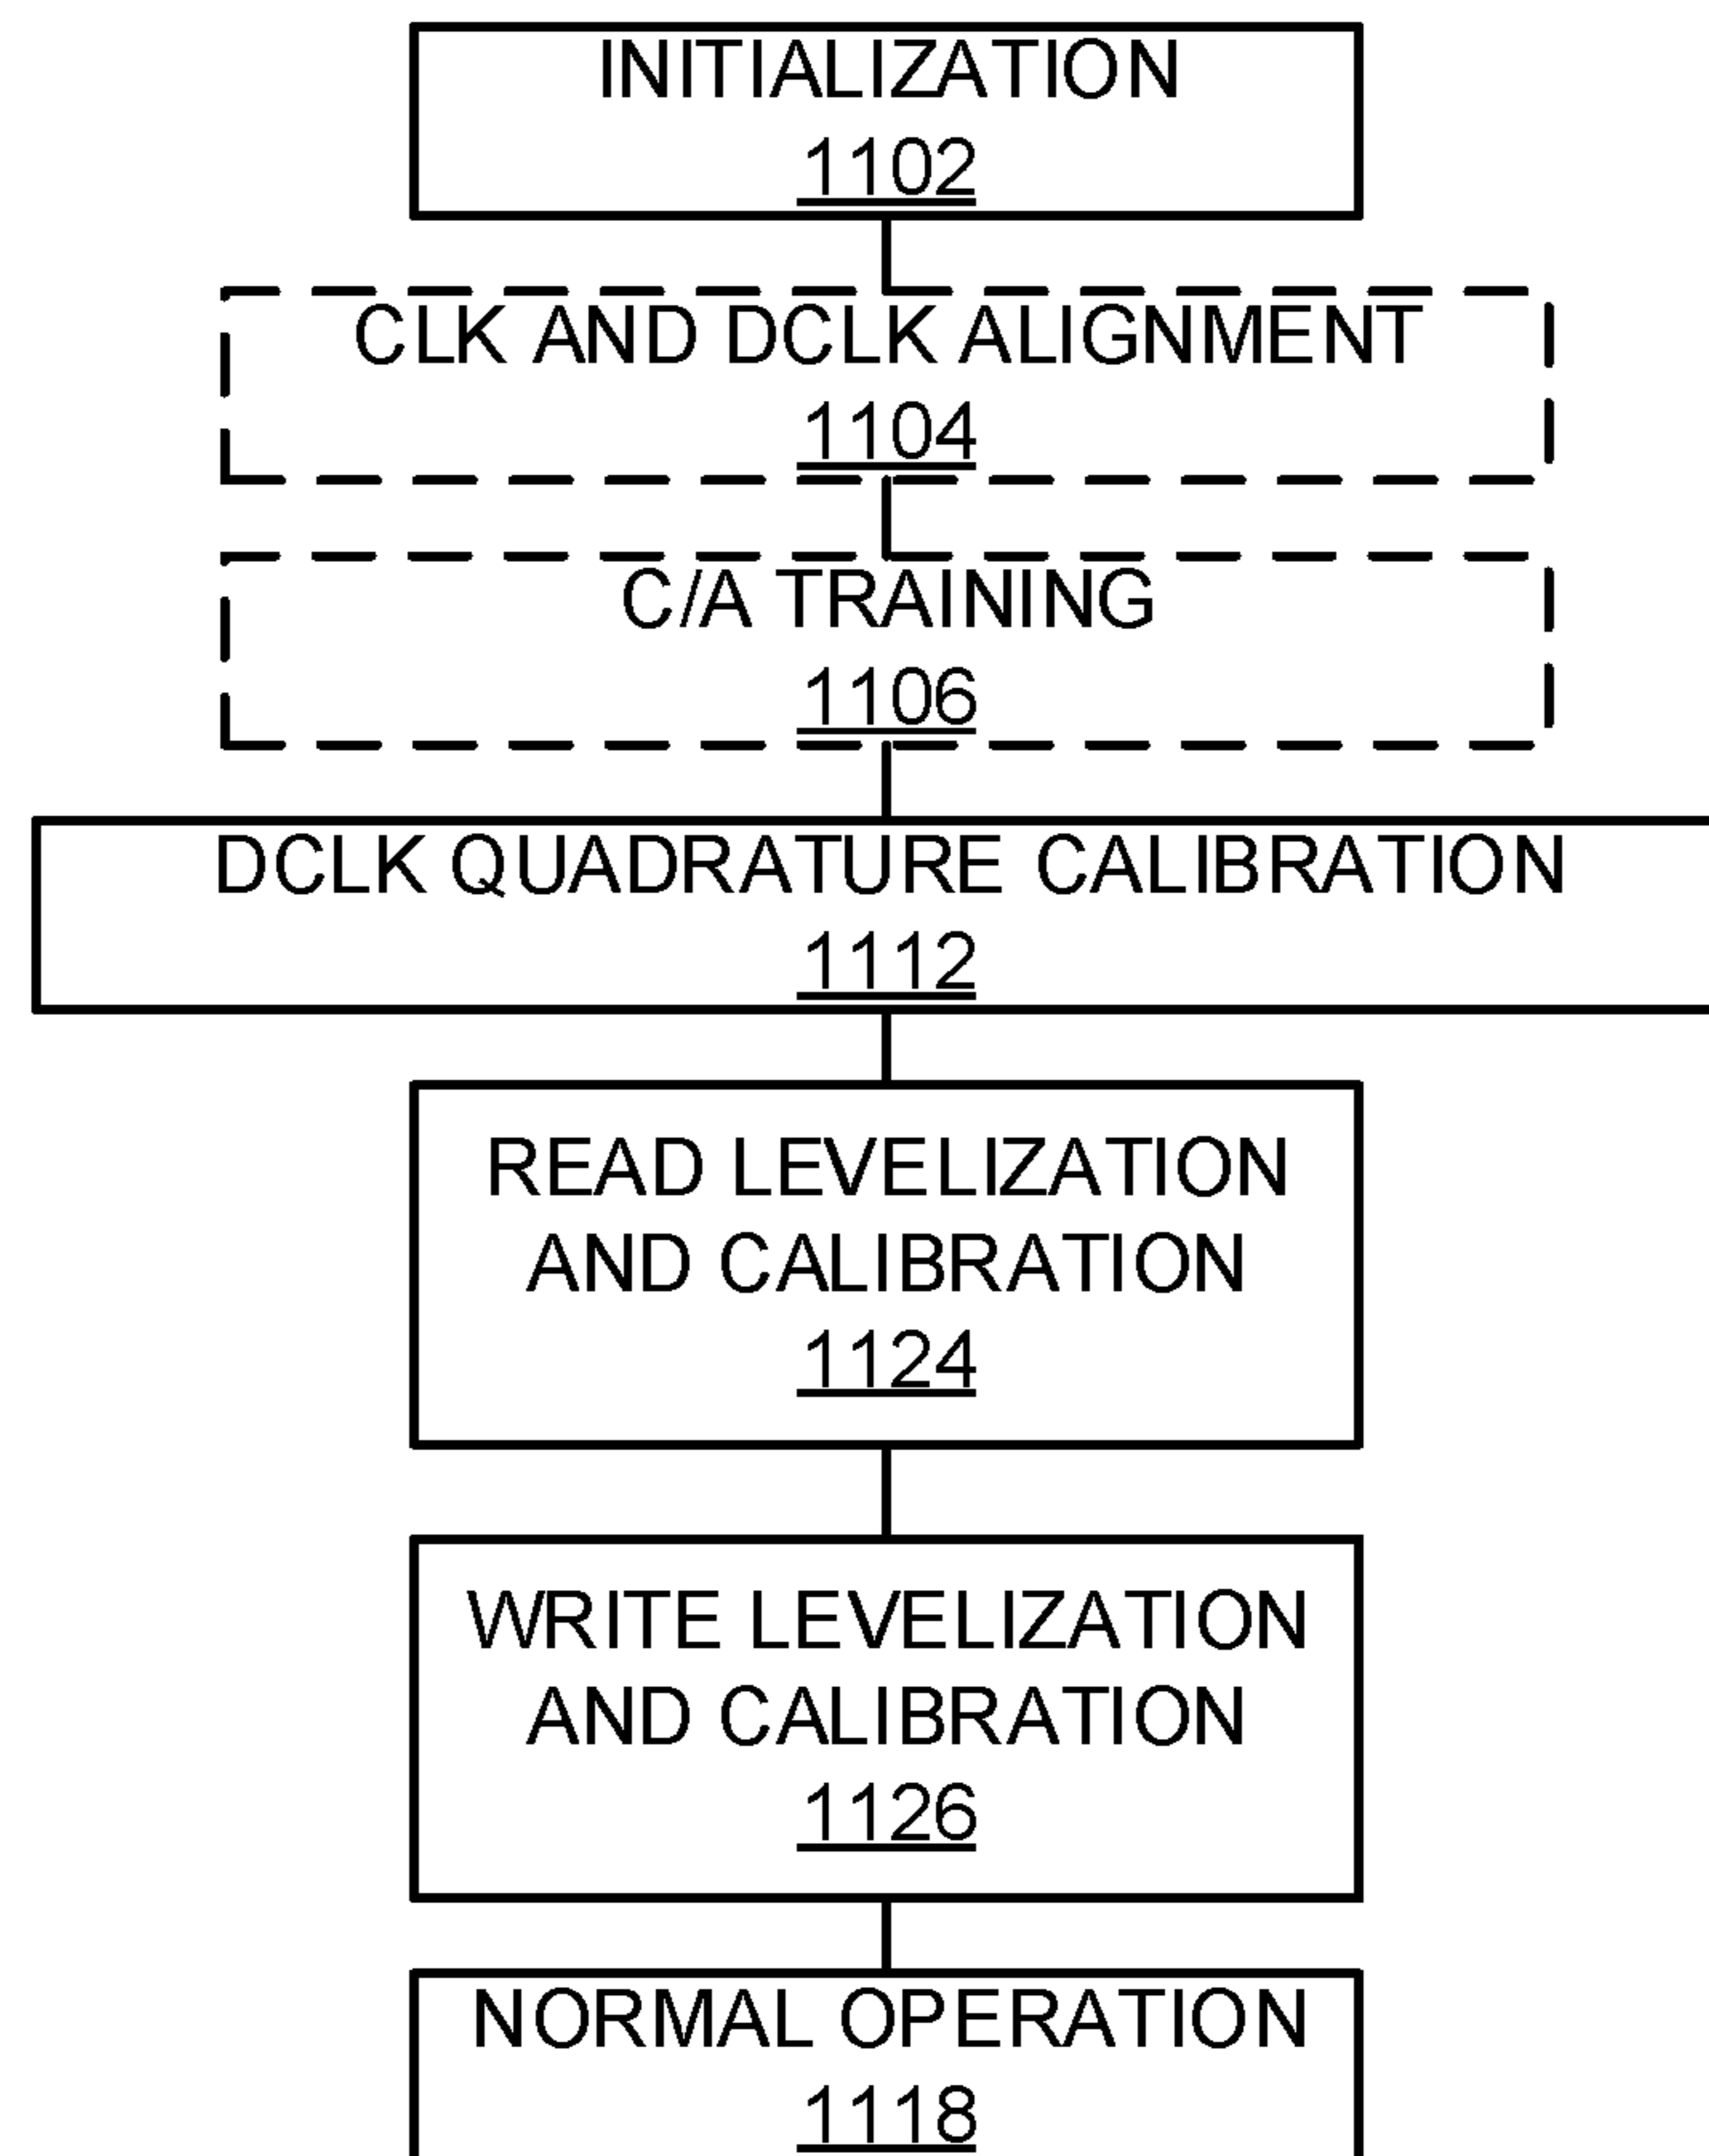 INITIALIZATION
1102
CLK AND DCLK ALIGNMENT
1104
C/A TRAINING
1106
DCLK QUADRATURE CALIBRATION
1112
READ LEVELIZATION
AND CALIBRATION
1124
WRITE LEVELIZATION
AND CALIBRATION
1126
NORMAL OPERATION
1118